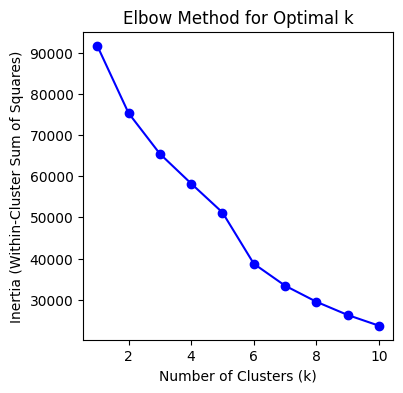 Elbow Method for Optimal k
Inertia (Within-Cluster Sum of Squares)
90000
80000
70000
60000
50000
40000
30000
2 4 6 8 10
Number of Clusters (k)